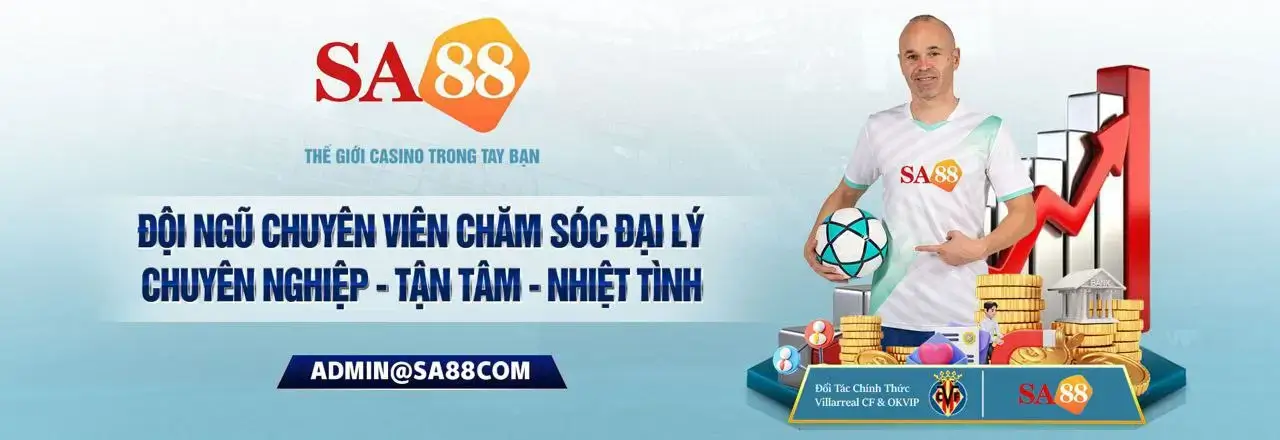 SA88
THẾ GIỚI CASINO TRONG TAY BẠN
ĐỘI NGŨ CHUYÊN VIÊN CHĂM SÓC ĐẠI LÝ
CHUYÊN NGHIỆP - TẬN TÂM - NHIỆT TÌNH
ADMIN@SA88COM
SA88
BANK
Đối Tác Chính Thức
Villarreal CF & OKVIP
SA88